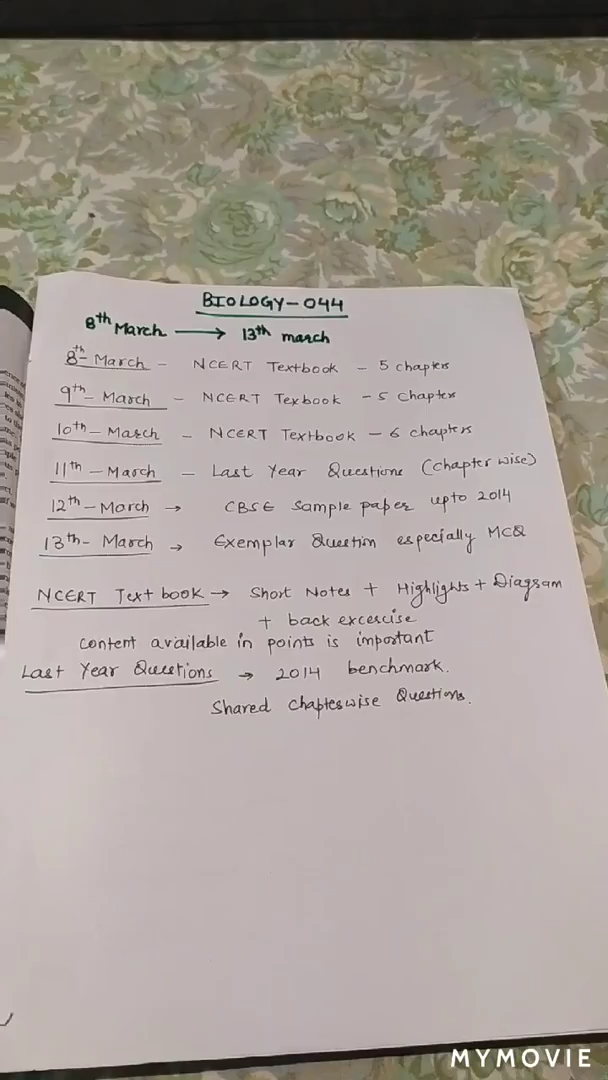 BIOLOGY-044
8th March → 13th march
8th March - NCERT Textbook - 5 chapters
9th - March - NCERT Texbook - 5 Chapters
10th - March - NCERT Textbook - 6 chapters
11th - March - Last Year Questions (chapter wise)
12th - March → CBSE Sample paper upto 2014
13th - March → Exemplar Question especially MCQ
NCERT Text book → Short Notes + Highlights + Diagram
+ back excercise
content available in points is important
Last Year Questions → 2014 benchmark.
Shared Chapterswise Questions.
MYMOVIE